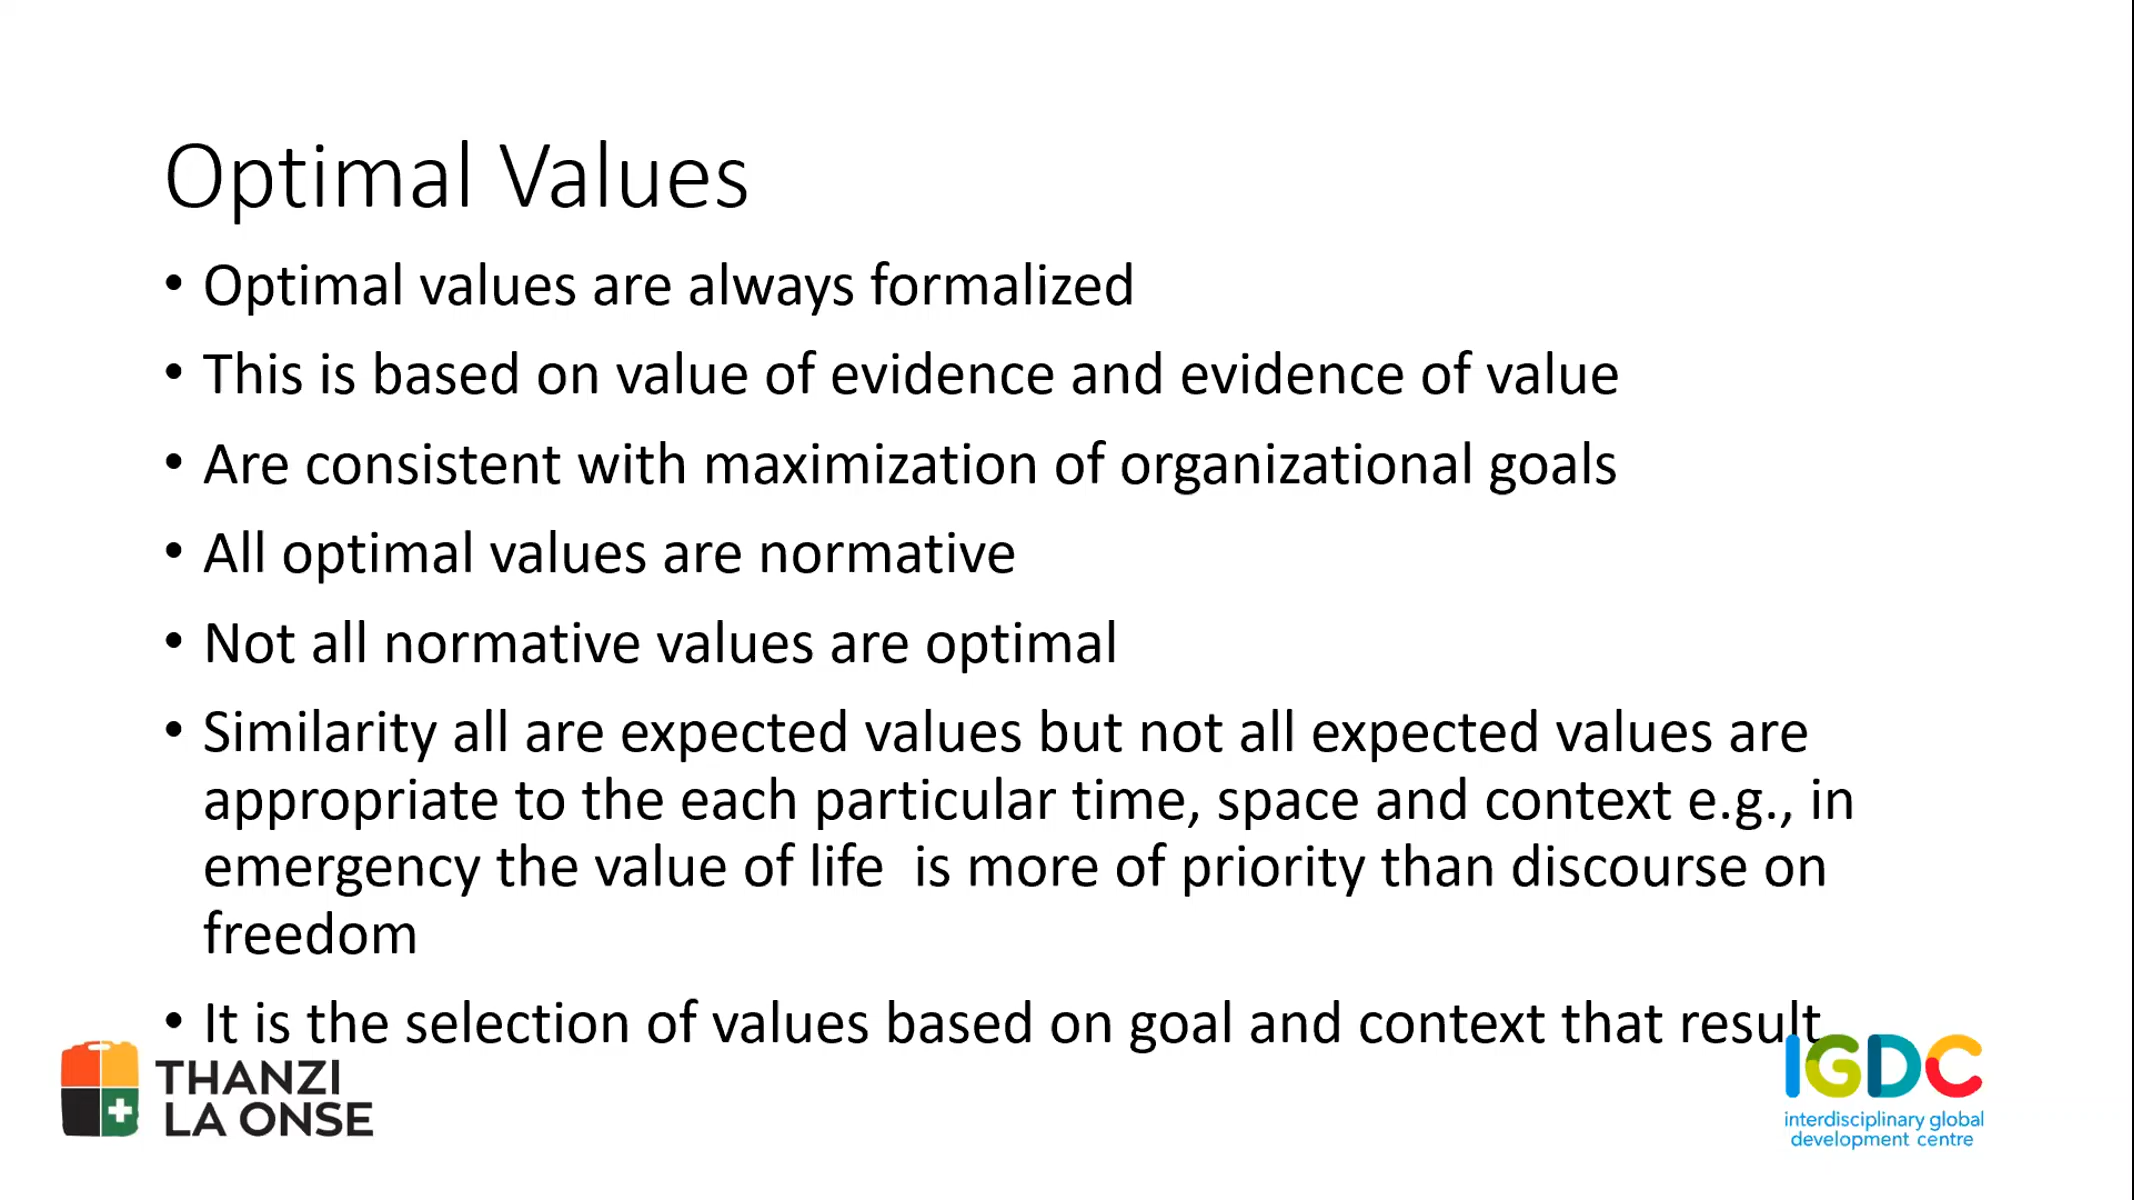 Optimal Values
• Optimal values are always formalized
• This is based on value of evidence and evidence of value
• Are consistent with maximization of organizational goals
• All optimal values are normative
• Not all normative values are optimal
• Similarity all are expected values but not all expected values are
appropriate to the each particular time, space and context e.g., in
emergency the value of life  is more of priority than discourse on
freedom
• It is the selection of values based on goal and context that result
THANZI
LA ONSE
IGDC
interdisciplinary global
development centre